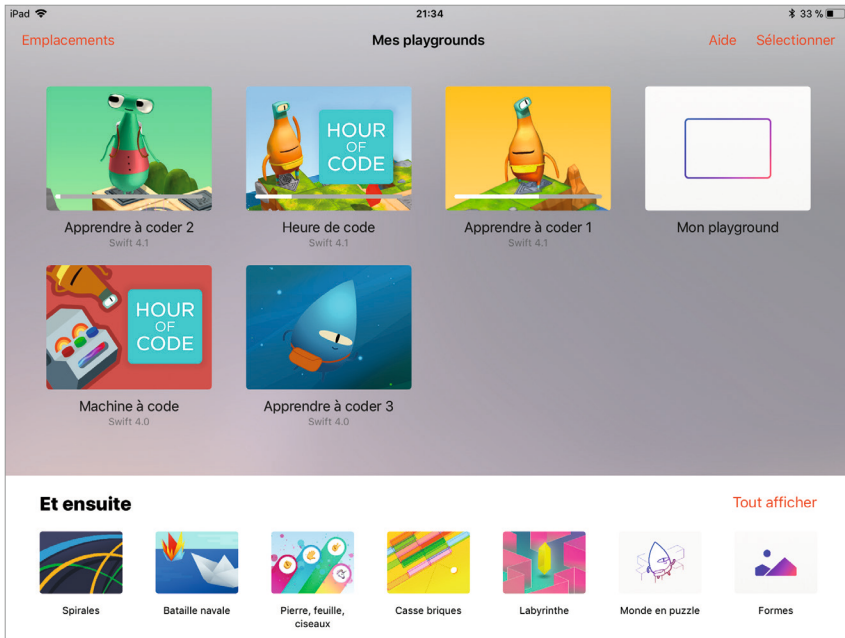 iPad 21:34 33 %
Emplacements Mes playgrounds Aide Sélectionner
HOUR
OF
CODE
Apprendre à coder 2 Heure de code Apprendre à coder 1 Mon playground
Swift 4.1 Swift 4.1 Swift 4.1
HOUR
OF
CODE
Machine à code Apprendre à coder 3
Swift 4.0 Swift 4.0
Et ensuite Tout afficher
Spirales Bataille navale Pierre, feuille, Casse briques Labyrinthe Monde en puzzle Formes
ciseaux